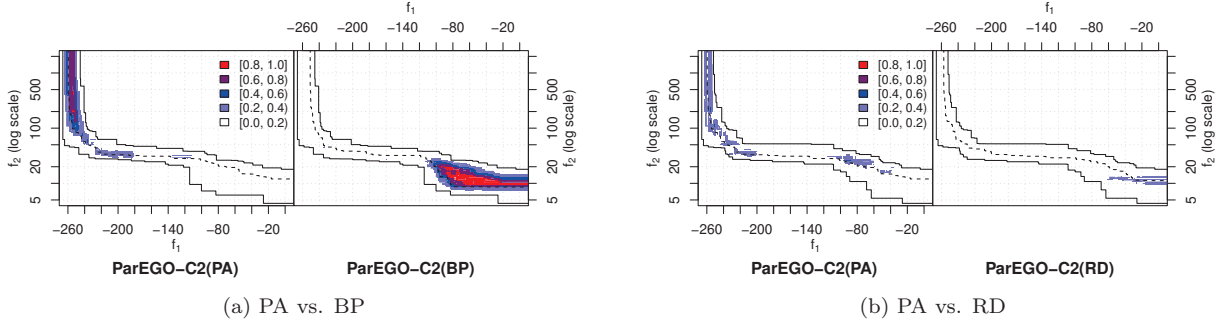 f₁
−260 −200 −140 −80 −20
f₂ (log scale)
5 20 100 500
[0.8, 1.0]
[0.6, 0.8)
[0.4, 0.6)
[0.2, 0.4)
[0.0, 0.2)
5 20 100 500
f₂ (log scale)
−260 −200 −140 −80 −20
f₁
ParEGO−C2(PA)
ParEGO−C2(BP)
(a) PA vs. BP
f₁
−260 −200 −140 −80 −20
f₂ (log scale)
5 20 100 500
[0.8, 1.0]
[0.6, 0.8)
[0.4, 0.6)
[0.2, 0.4)
[0.0, 0.2)
5 20 100 500
f₂ (log scale)
−260 −200 −140 −80 −20
f₁
ParEGO−C2(PA)
ParEGO−C2(RD)
(b) PA vs. RD